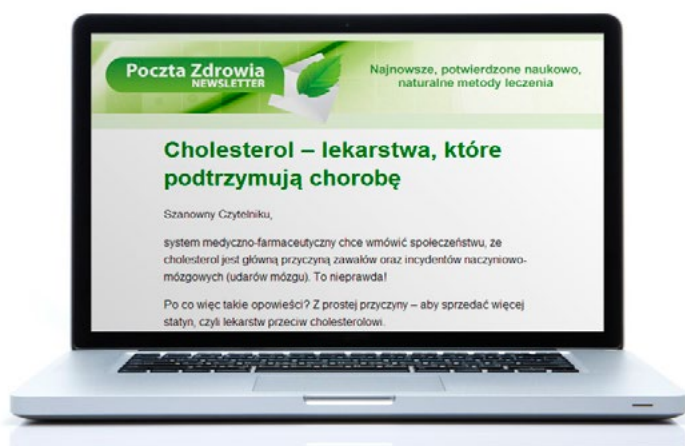 Poczta Zdrowia
NEWSLETTER
Najnowsze, potwierdzone naukowo,
naturalne metody leczenia
Cholesterol – lekarstwa, które
podtrzymują chorobę
Szanowny Czytelniku,
system medyczno-farmaceutyczny chce wmówić społeczeństwu, że
cholesterol jest główną przyczyną zawałów oraz incydentów naczyniowo-
mózgowych (udarów mózgu). To nieprawda!
Po co więc takie opowieści? Z prostej przyczyny – aby sprzedać więcej
statyn, czyli lekarstw przeciw cholesterolowi.